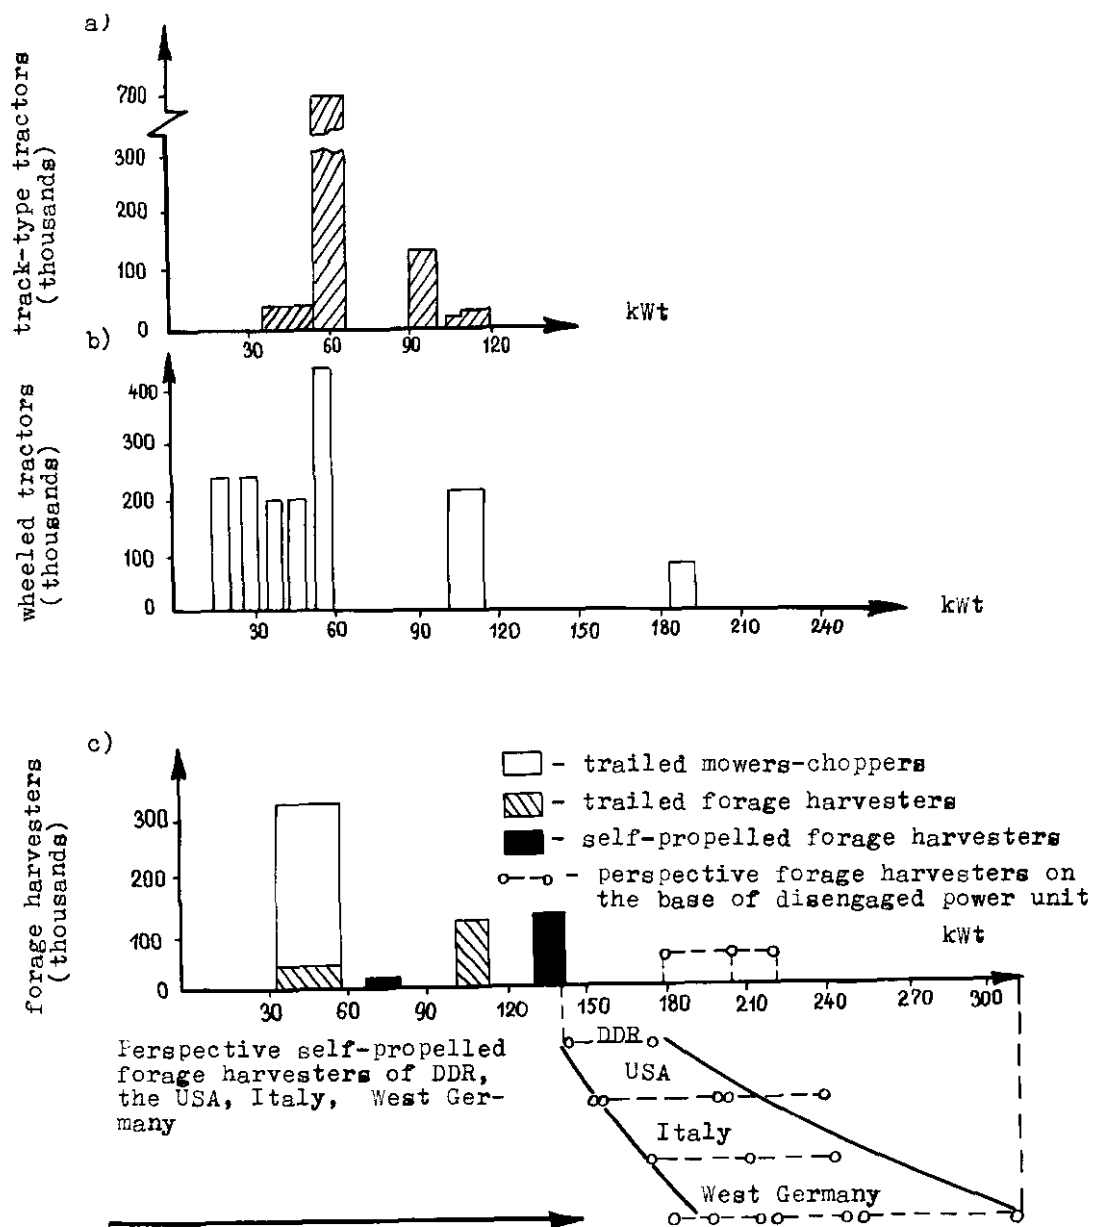 a)
track-type tractors
(thousands)
700
300
200
100
0
30 60 90 120
kWt
b)
wheeled tractors
(thousands)
400
300
200
100
0
30 60 90 120 150 180 210 240
kWt
c)
forage harvesters
(thousands)
300
200
100
0
- trailed mowers-choppers
- trailed forage harvesters
- self-propelled forage harvesters
- perspective forage harvesters on
the base of disengaged power unit
kWt
30 60 90 120 150 180 210 240 270 300
Perspective self-propelled
forage harvesters of DDR,
the USA, Italy, West Ger-
many
DDR
USA
Italy
West Germany